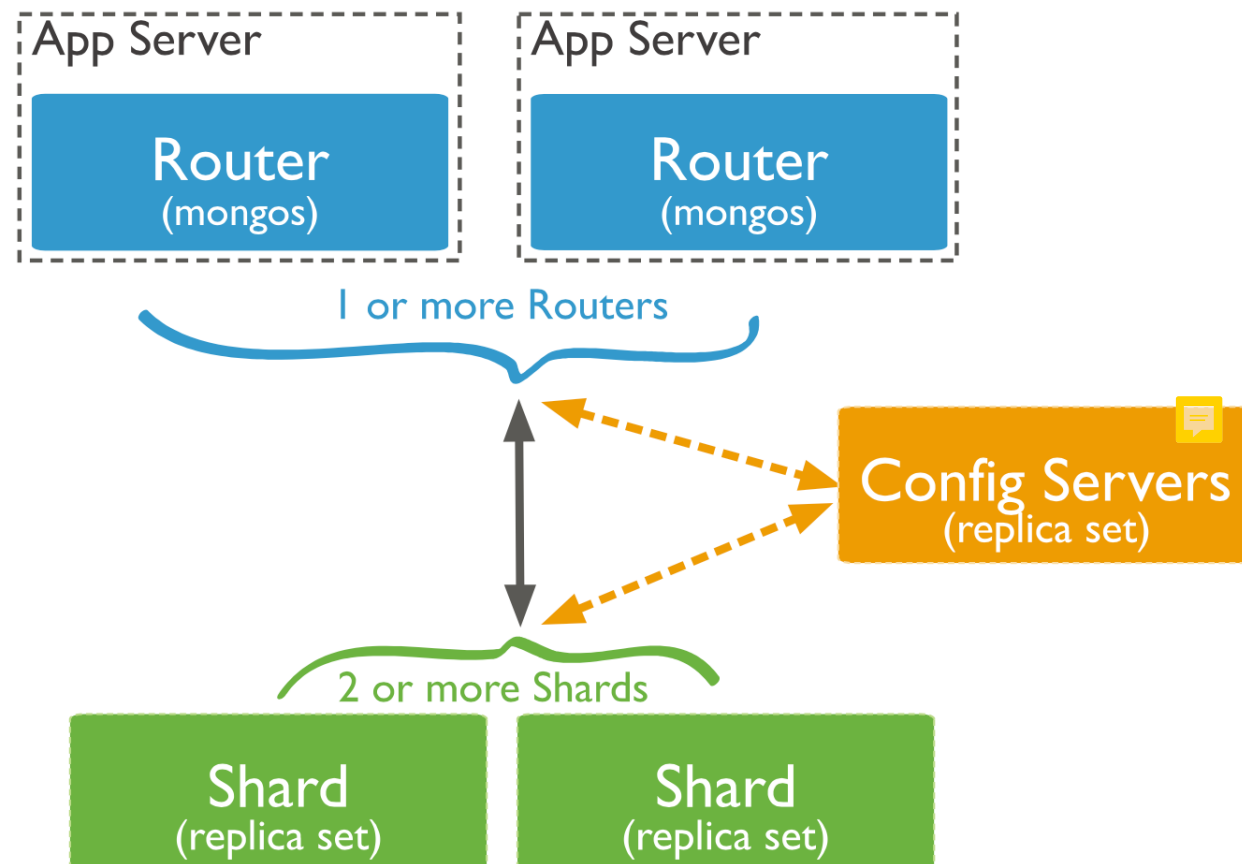 App Server
App Server
Router
(mongos)
Router
(mongos)
1 or more Routers
Config Servers
(replica set)
2 or more Shards
Shard
(replica set)
Shard
(replica set)